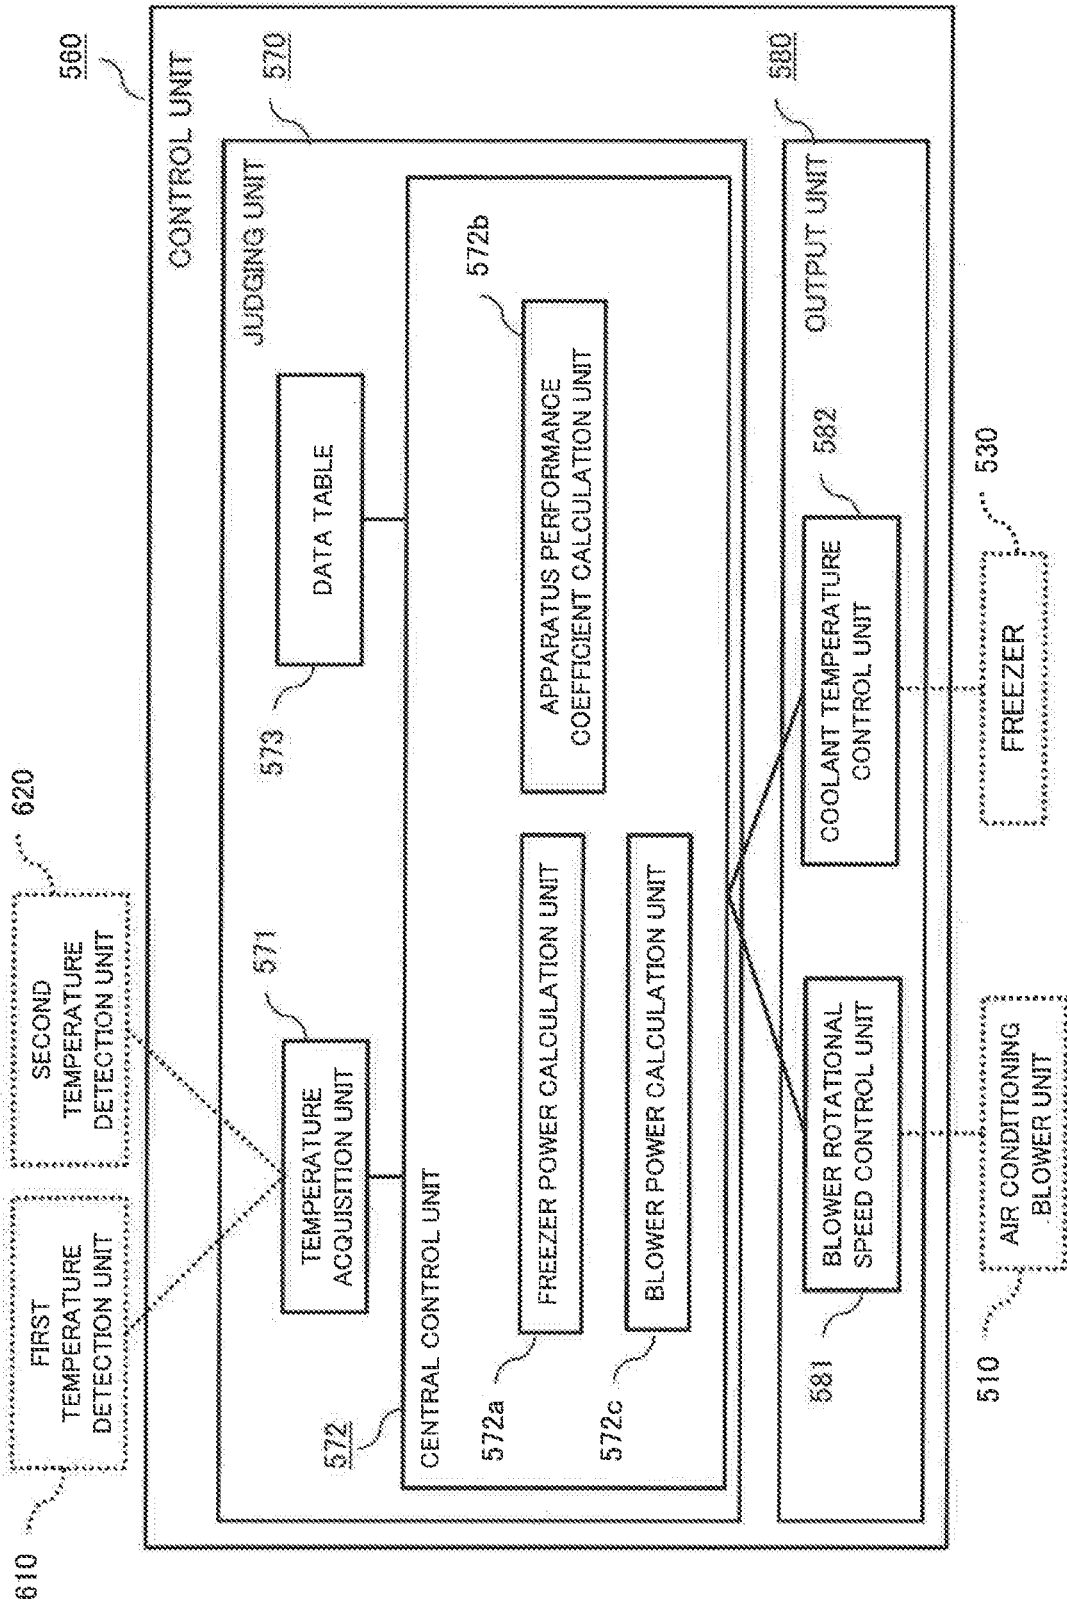 610
FIRST
TEMPERATURE
DETECTION UNIT
SECOND
TEMPERATURE
DETECTION UNIT
620
560
CONTROL UNIT
570
JUDGING UNIT
571
TEMPERATURE
ACQUISITION UNIT
573
DATA TABLE
572
CENTRAL CONTROL UNIT
572a
FREEZER POWER CALCULATION UNIT
572b
APPARATUS PERFORMANCE
COEFFICIENT CALCULATION UNIT
572c
BLOWER POWER CALCULATION UNIT
580
OUTPUT UNIT
581
BLOWER ROTATIONAL
SPEED CONTROL UNIT
582
COOLANT TEMPERATURE
CONTROL UNIT
510
AIR CONDITIONING
BLOWER UNIT
530
FREEZER